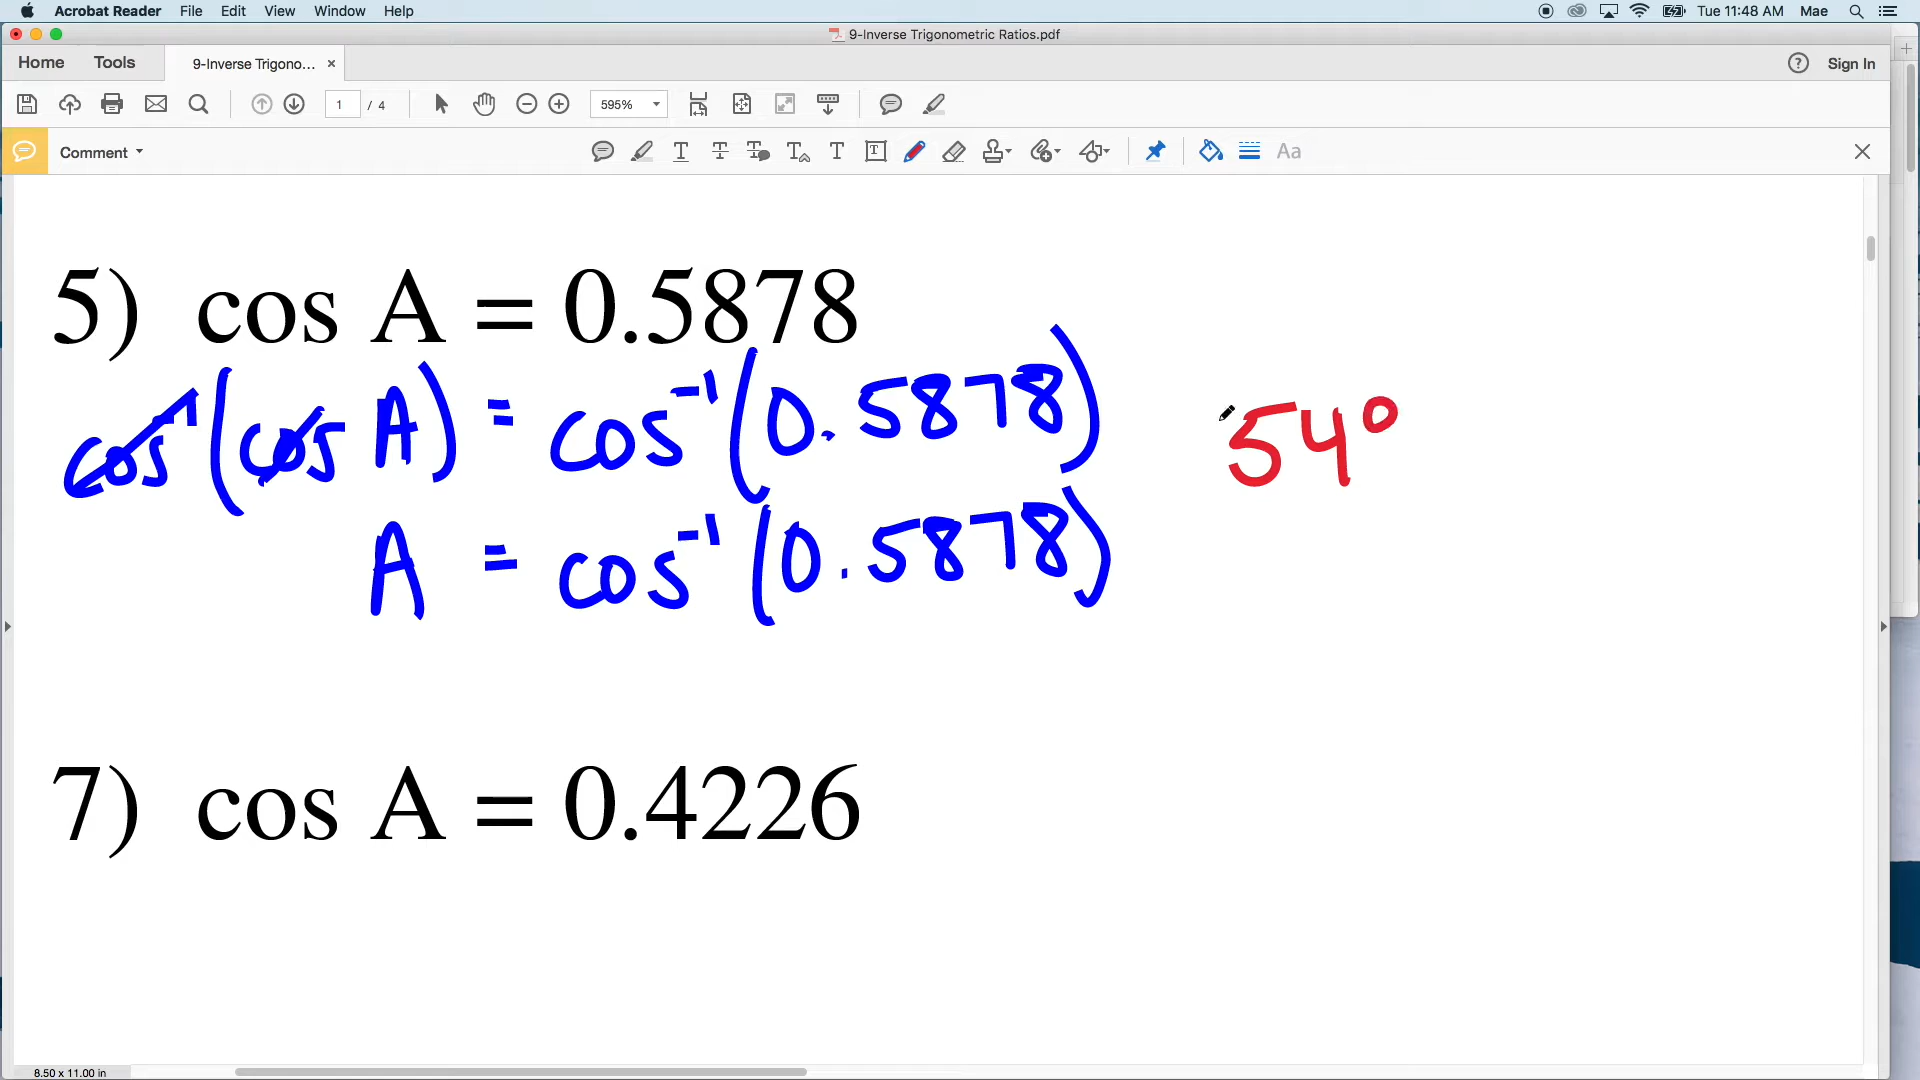 Acrobat Reader File Edit View Window Help Tue 11:48 AM Mae
9-Inverse Trigonometric Ratios.pdf
Home Tools 9-Inverse Trigono... × Sign In
1 / 4 595%
Comment Aa
5) cos A = 0.5878
cos⁻¹(cos A) = cos⁻¹(0.5878) 54°
A = cos⁻¹(0.5878)
7) cos A = 0.4226
8.50 x 11.00 in